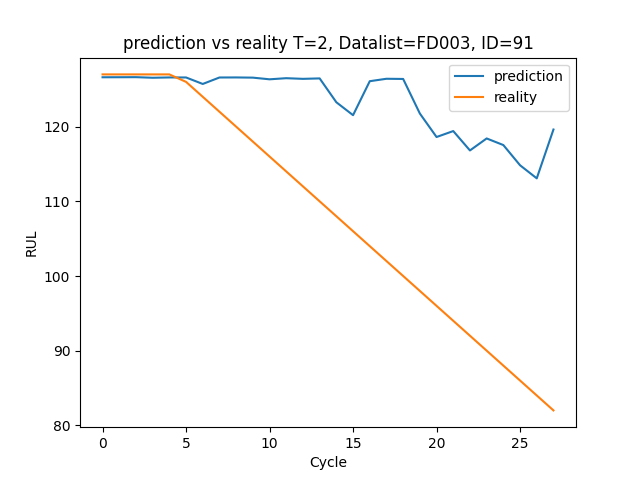 prediction vs reality T=2, Datalist=FD003, ID=91
prediction
reality
120
110
100
90
80
RUL
0 5 10 15 20 25
Cycle